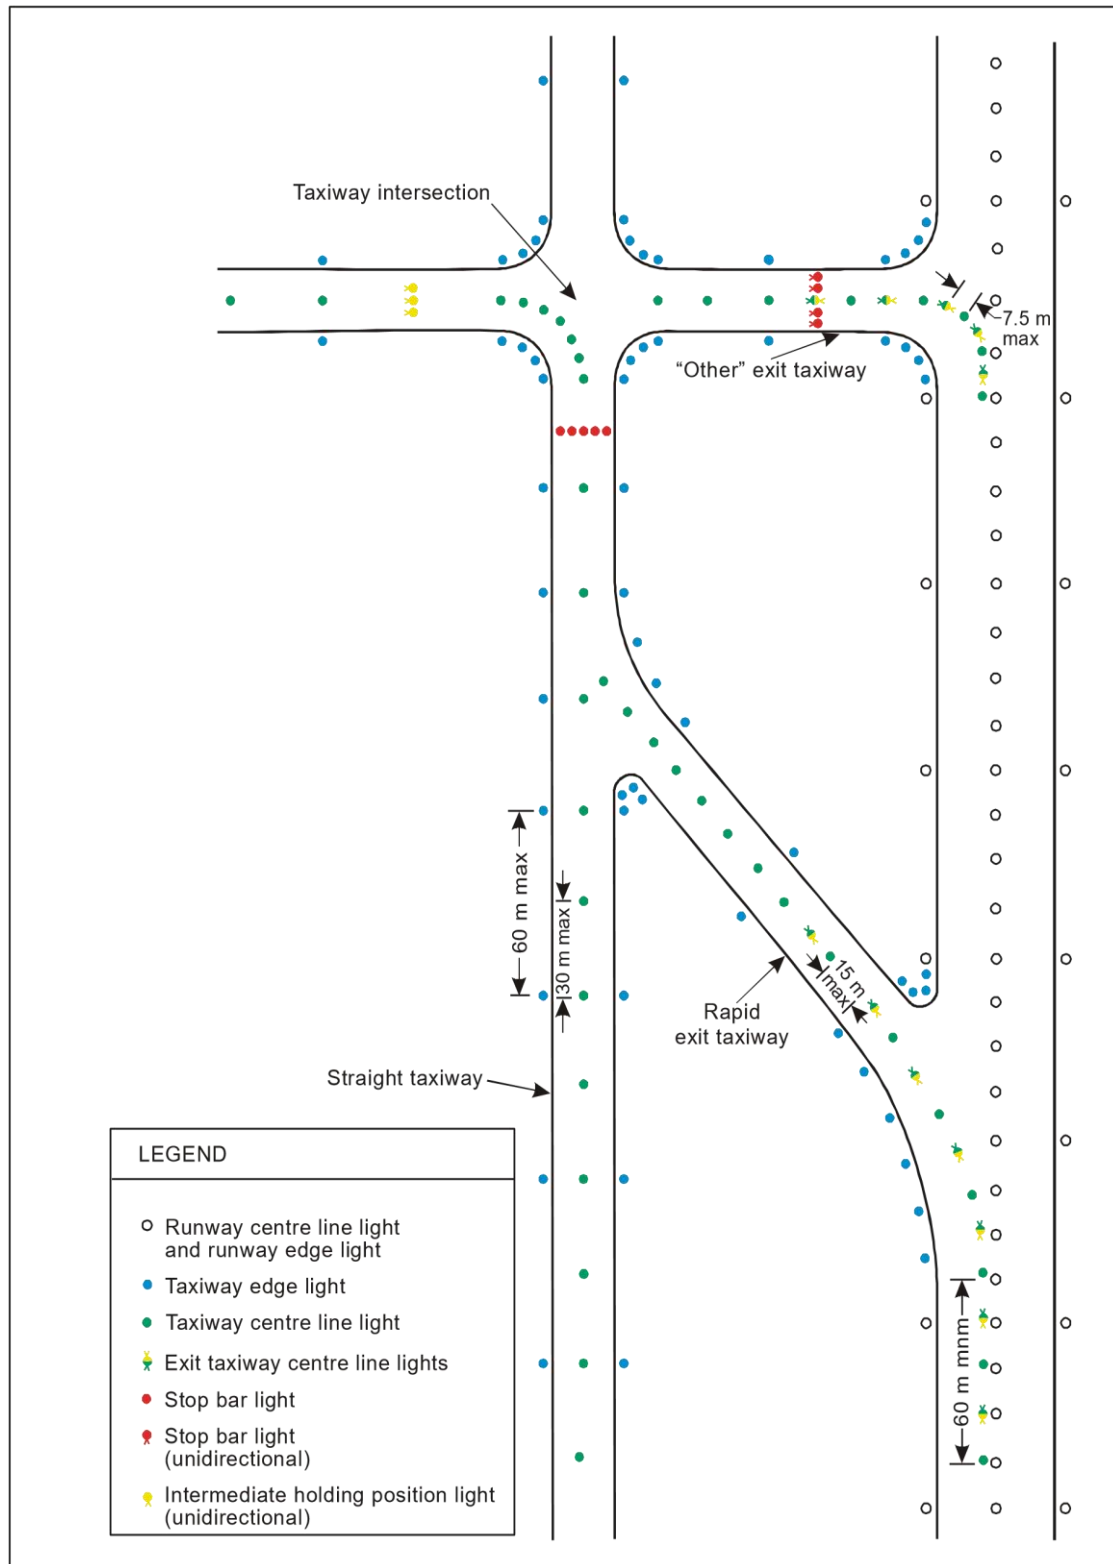 Taxiway intersection
7.5 m
max
“Other” exit taxiway
60 m max
30 m max
15 m
max
Rapid
exit taxiway
Straight taxiway
60 m mnm
LEGEND
Runway centre line light
and runway edge light
Taxiway edge light
Taxiway centre line light
Exit taxiway centre line lights
Stop bar light
Stop bar light
(unidirectional)
Intermediate holding position light
(unidirectional)